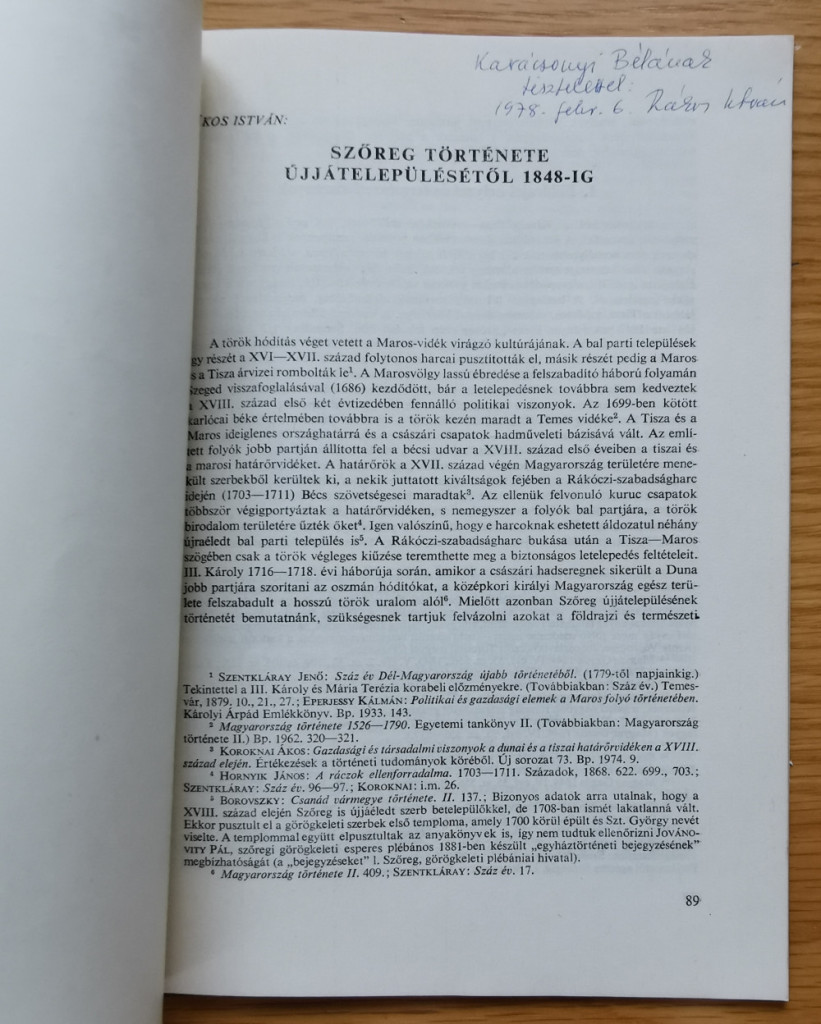 Karácsonyi Bélának
tisztelettel:
1978. febr. 6. Rákos István
KOS ISTVÁN:
SZŐREG TÖRTÉNETE
ÚJJÁTELEPÜLÉSÉTŐL 1848-IG
A török hódítás véget vetett a Maros-vidék virágzó kultúrájának. A bal parti települések
gy részét a XVI—XVII. század folytonos harcai pusztították el, másik részét pedig a Maros
s a Tisza árvizei rombolták le¹. A Marosvölgy lassú ébredése a felszabadító háború folyamán
Szeged visszafoglalásával (1686) kezdődött, bár a letelepedésnek továbbra sem kedveztek
a XVIII. század első két évtizedében fennálló politikai viszonyok. Az 1699-ben kötött
karlócai béke értelmében továbbra is a török kezén maradt a Temes vidéke². A Tisza és a
Maros ideiglenes országhatárrá és a császári csapatok hadműveleti bázisává vált. Az emlí-
tett folyók jobb partján állította fel a bécsi udvar a XVIII. század első éveiben a tiszai és
a marosi határőrvidéket. A határőrök a XVII. század végén Magyarország területére mene-
kült szerbekből kerültek ki, a nekik juttatott kiváltságok fejében a Rákóczi-szabadságharc
idején (1703—1711) Bécs szövetségesei maradtak³. Az ellenük felvonuló kuruc csapatok
többször végigportyázták a határőrvidéken, s nemegyszer a folyók bal partjára, a török
birodalom területére űzték őket⁴. Igen valószínű, hogy e harcoknak eshetett áldozatul néhány
újraéledt bal parti település is⁵. A Rákóczi-szabadságharc bukása után a Tisza—Maros
szögében csak a török végleges kiűzése teremthette meg a biztonságos letelepedés feltételeit.
III. Károly 1716—1718. évi háborúja során, amikor a császári hadseregnek sikerült a Duna
jobb partjára szorítani az oszmán hódítókat, a középkori királyi Magyarország egész terü-
lete felszabadult a hosszú török uralom alól⁶. Mielőtt azonban Szőreg újjátelepülésének
történetét bemutatnánk, szükségesnek tartjuk felvázolni azokat a földrajzi és természeti
¹ SZENTKLÁRAY JENŐ: Száz év Dél-Magyarország újabb történetéből. (1779-től napjainkig.)
Tekintettel a III. Károly és Mária Terézia korabeli előzményekre. (Továbbiakban: Száz év.) Temes-
vár, 1879. 10., 21., 27.; EPERJESSY KÁLMÁN: Politikai és gazdasági elemek a Maros folyó történetében.
Károlyi Árpád Emlékkönyv. Bp. 1933. 143.
² Magyarország története 1526—1790. Egyetemi tankönyv II. (Továbbiakban: Magyarország
története II.) Bp. 1962. 320—321.
³ KOROKNAI ÁKOS: Gazdasági és társadalmi viszonyok a dunai és a tiszai határőrvidéken a XVIII.
század elején. Értekezések a történeti tudományok köréből. Új sorozat 73. Bp. 1974. 9.
⁴ HORNYIK JÁNOS: A ráczok ellenforradalma. 1703—1711. Századok, 1868. 622. 699., 703.;
SZENTKLÁRAY: Száz év. 96—97.; KOROKNAI: i.m. 26.
⁵ BOROVSZKY: Csanád vármegye története. II. 137.; Bizonyos adatok arra utalnak, hogy a
XVIII. század elején Szőreg is újjáéledt szerb betelepülőkkel, de 1708-ban ismét lakatlanná vált.
Ekkor pusztult el a görögkeleti szerbek első temploma, amely 1700 körül épült és Szt. György nevét
viselte. A templommal együtt elpusztultak az anyakönyvek is, így nem tudtuk ellenőrizni JOVÁNO-
VITY PÁL, szőregi görögkeleti esperes plébános 1881-ben készült „egyháztörténeti bejegyzésének”
megbízhatóságát (a „bejegyzéseket” l. Szőreg, görögkeleti plébániai hivatal).
⁶ Magyarország története II. 409.; SZENTKLÁRAY: Száz év. 17.
89